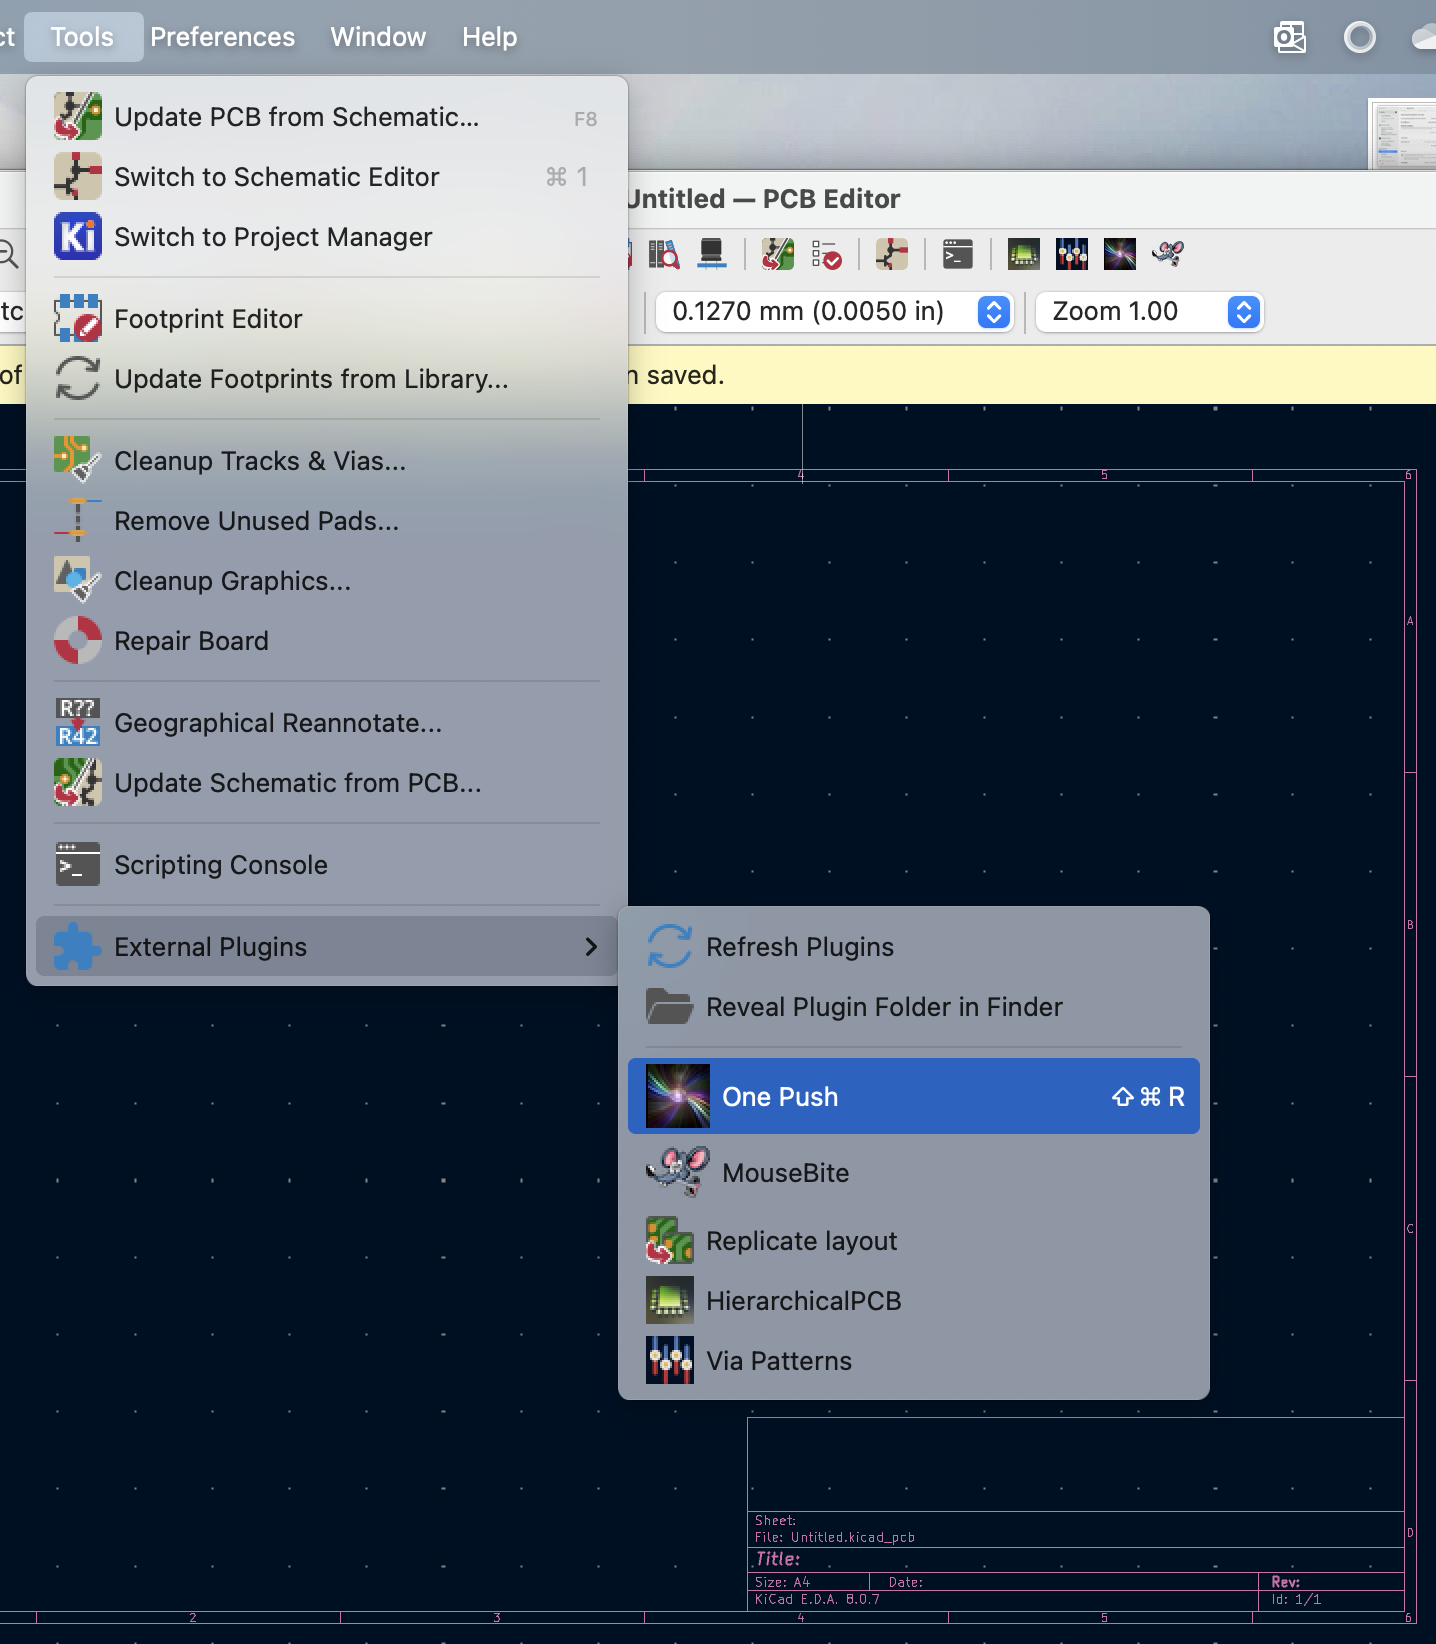 ct Tools Preferences Window Help
Update PCB from Schematic... F8
Switch to Schematic Editor ⌘ 1
Ki Switch to Project Manager
Footprint Editor
Update Footprints from Library...
Cleanup Tracks & Vias...
Remove Unused Pads...
Cleanup Graphics...
Repair Board
R??
R42
Geographical Reannotate...
Update Schematic from PCB...
>_ Scripting Console
External Plugins
Refresh Plugins
Reveal Plugin Folder in Finder
One Push ⇧ ⌘ R
MouseBite
Replicate layout
HierarchicalPCB
Via Patterns
Untitled — PCB Editor
tc
0.1270 mm (0.0050 in)
Zoom 1.00
of
n saved.
4 5 6
A
B
C
D
Sheet:
File: Untitled.kicad_pcb
Title:
Size: A4 Date: Rev:
KiCad E.D.A. 8.0.7 Id: 1/1
2 3 4 5 6